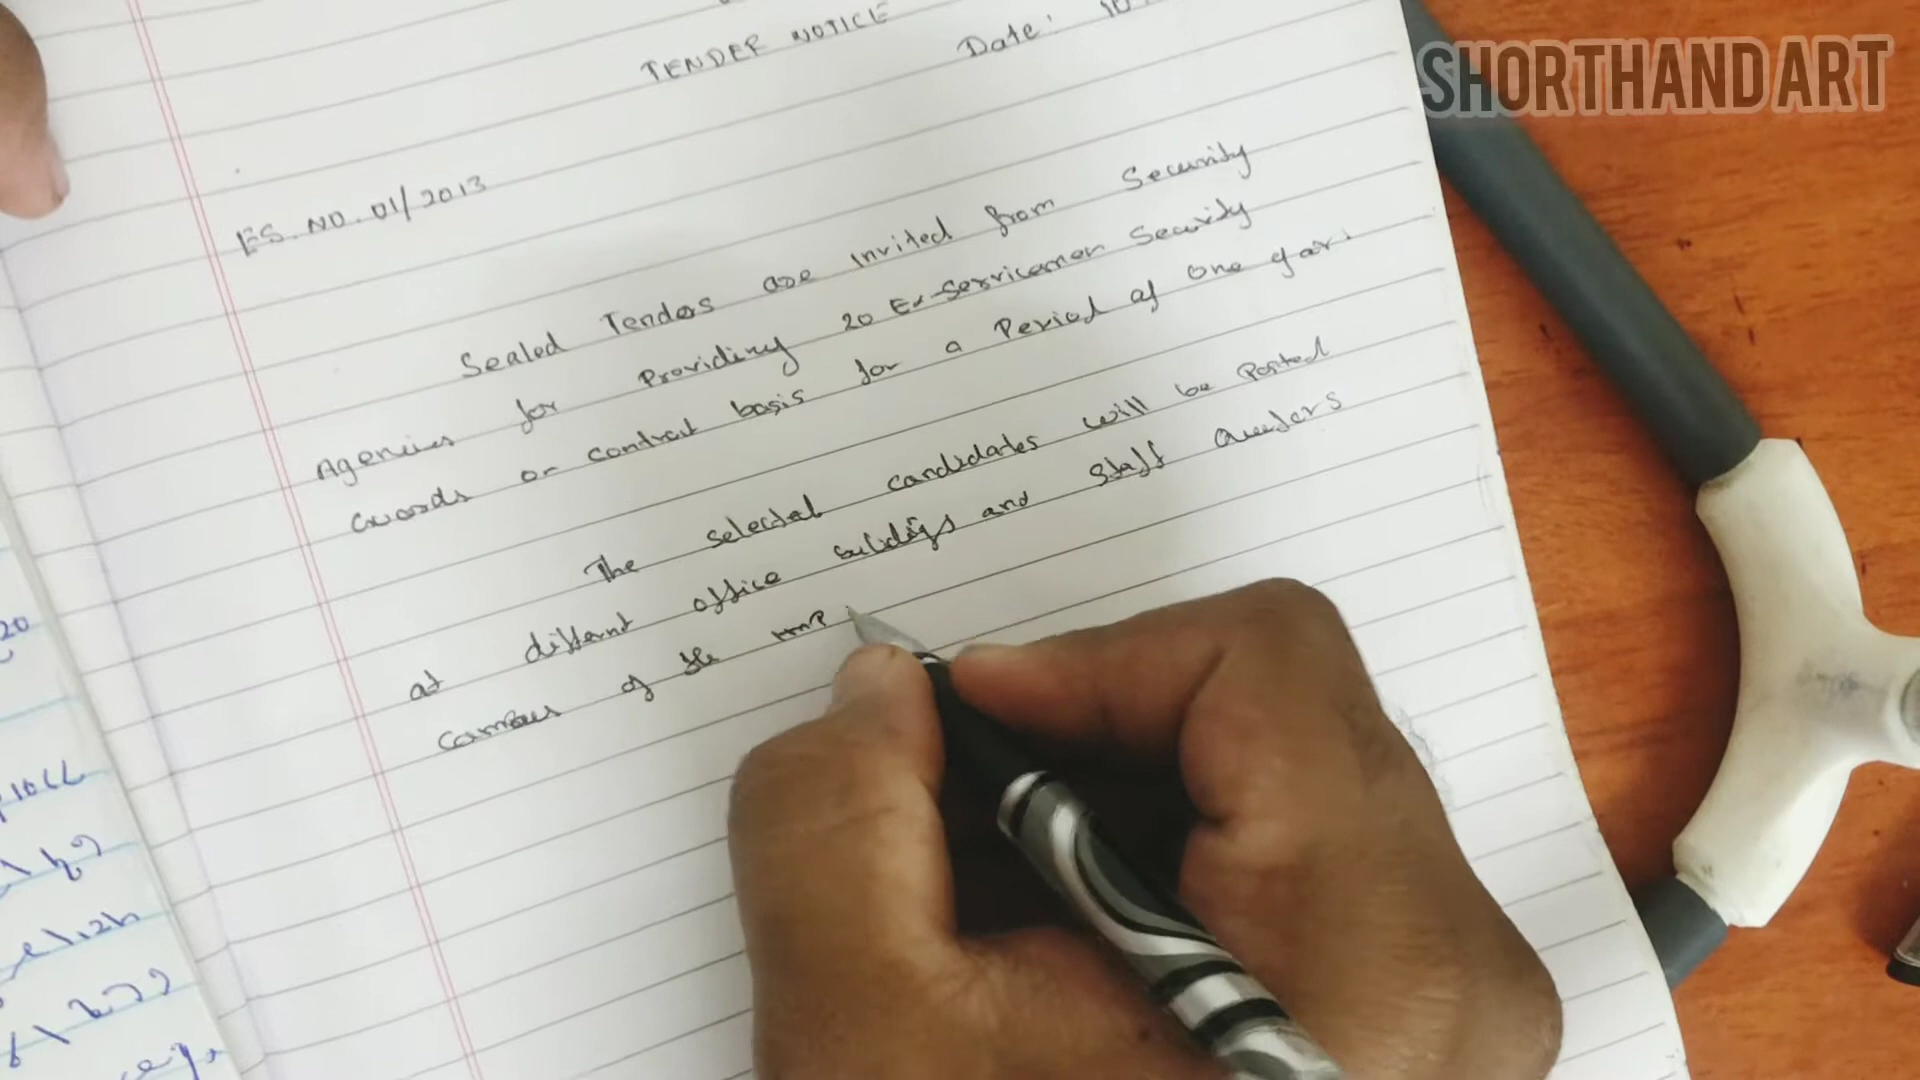 SHORTHAND ART
TENDER NOTICE
Date: 10
ES. NO. 01/2013
Sealed Tenders are invited from Security
Agencies for Providing 20 Ex-Servicemen Security
Guards on contract basis for a Period of one year.
The selected candidates will be Posted
at different office buildings and Staff Quarters
campus of the
20